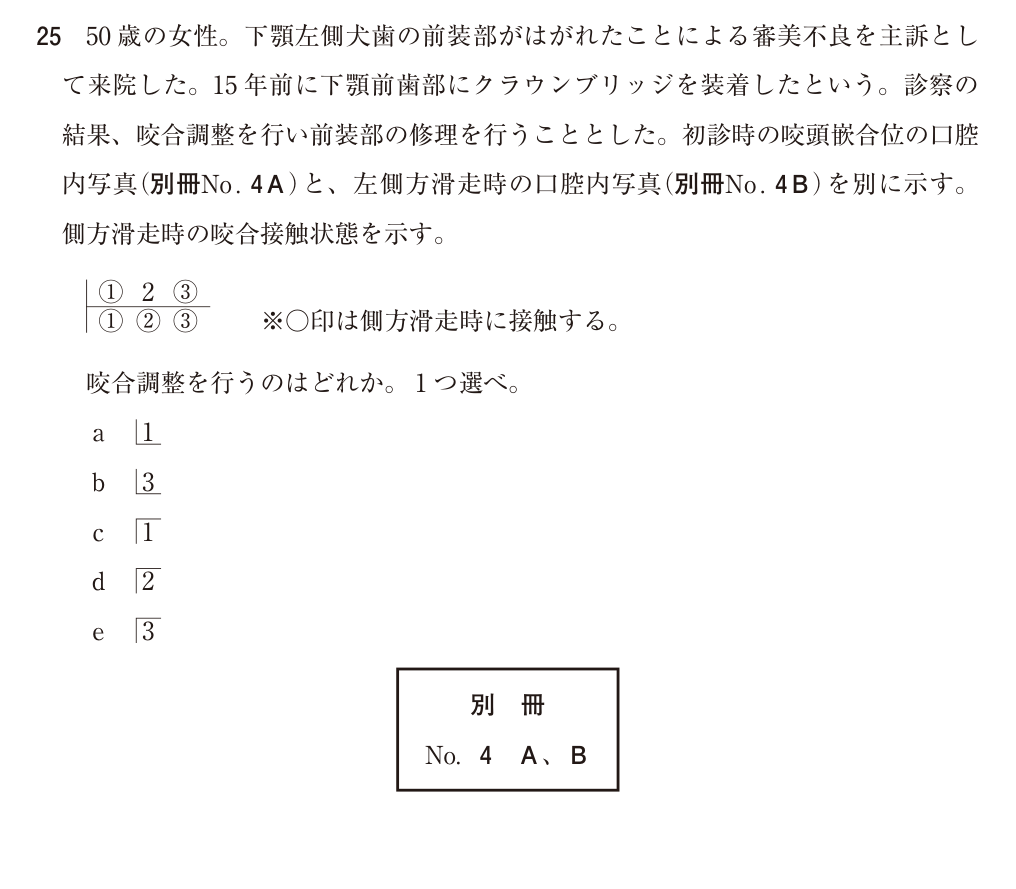 25 50歳の女性。下顎左側犬歯の前装部がはがれたことによる審美不良を主訴とし
て来院した。15年前に下顎前歯部にクラウンブリッジを装着したという。診察の
結果、咬合調整を行い前装部の修理を行うこととした。初診時の咬頭嵌合位の口腔
内写真(別冊No. 4A)と、左側方滑走時の口腔内写真(別冊No. 4B)を別に示す。
側方滑走時の咬合接触状態を示す。
① 2 ③
① ② ③ ※○印は側方滑走時に接触する。
咬合調整を行うのはどれか。1つ選べ。
a 1
b 3
c 1
d 2
e 3
別 冊
No. 4 A、B